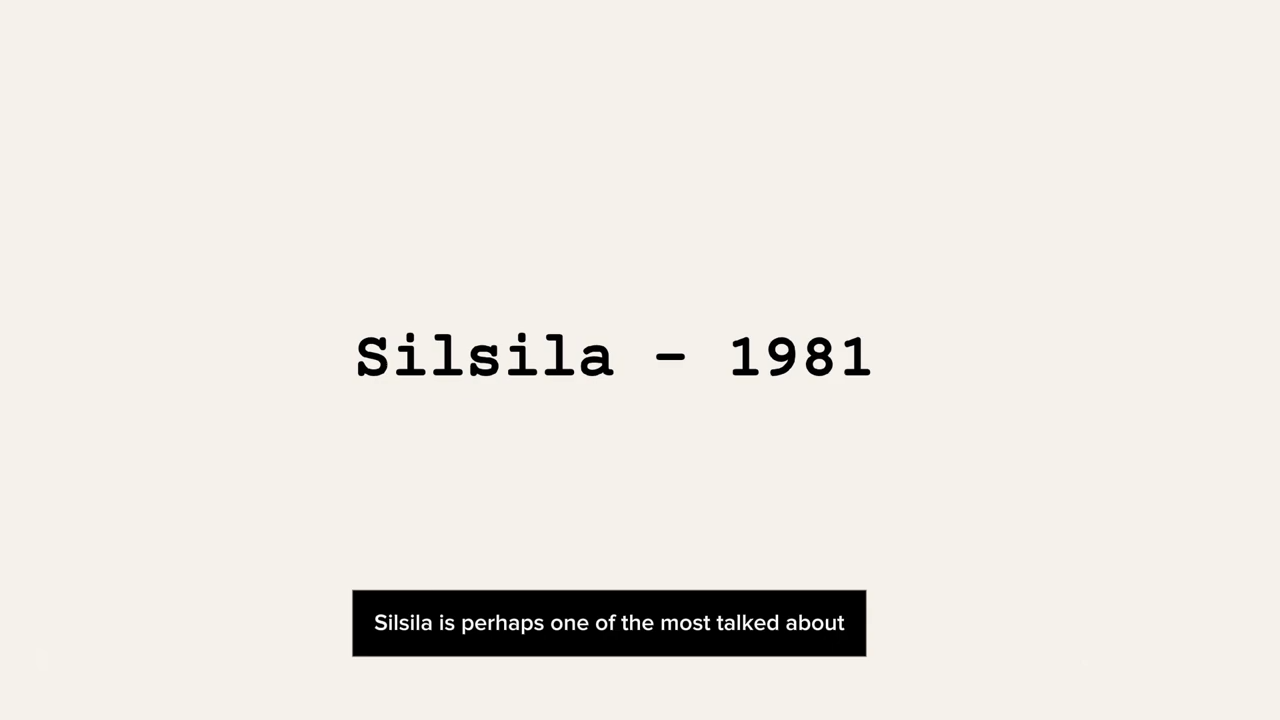 Silsila - 1981
Silsila is perhaps one of the most talked about